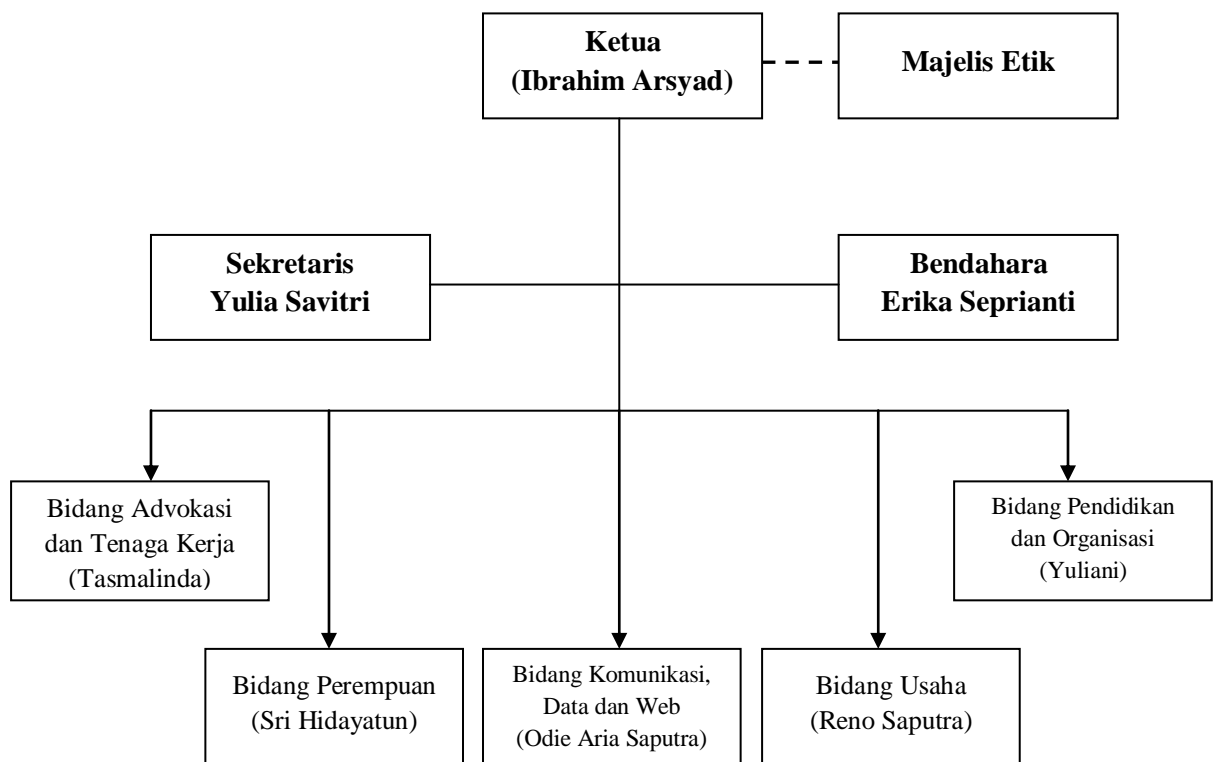 Ketua
(Ibrahim Arsyad)
Majelis Etik
Sekretaris
Yulia Savitri
Bendahara
Erika Seprianti
Bidang Advokasi
dan Tenaga Kerja
(Tasmalinda)
Bidang Pendidikan
dan Organisasi
(Yuliani)
Bidang Perempuan
(Sri Hidayatun)
Bidang Komunikasi,
Data dan Web
(Odie Aria Saputra)
Bidang Usaha
(Reno Saputra)